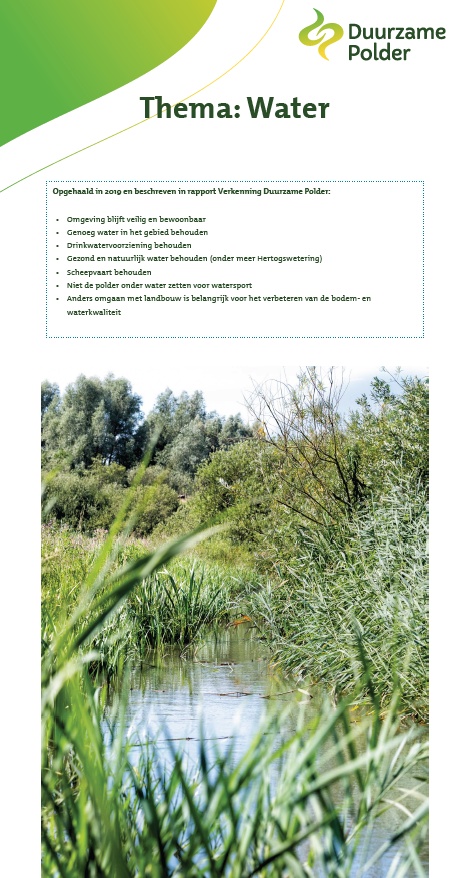 Duurzame
Polder
Thema: Water
Opgehaald in 2019 en beschreven in rapport Verkenning Duurzame Polder:
• Omgeving blijft veilig en bewoonbaar
• Genoeg water in het gebied behouden
• Drinkwatervoorziening behouden
• Gezond en natuurlijk water behouden (onder meer Hertogswetering)
• Scheepvaart behouden
• Niet de polder onder water zetten voor watersport
• Anders omgaan met landbouw is belangrijk voor het verbeteren van de bodem- en
waterkwaliteit